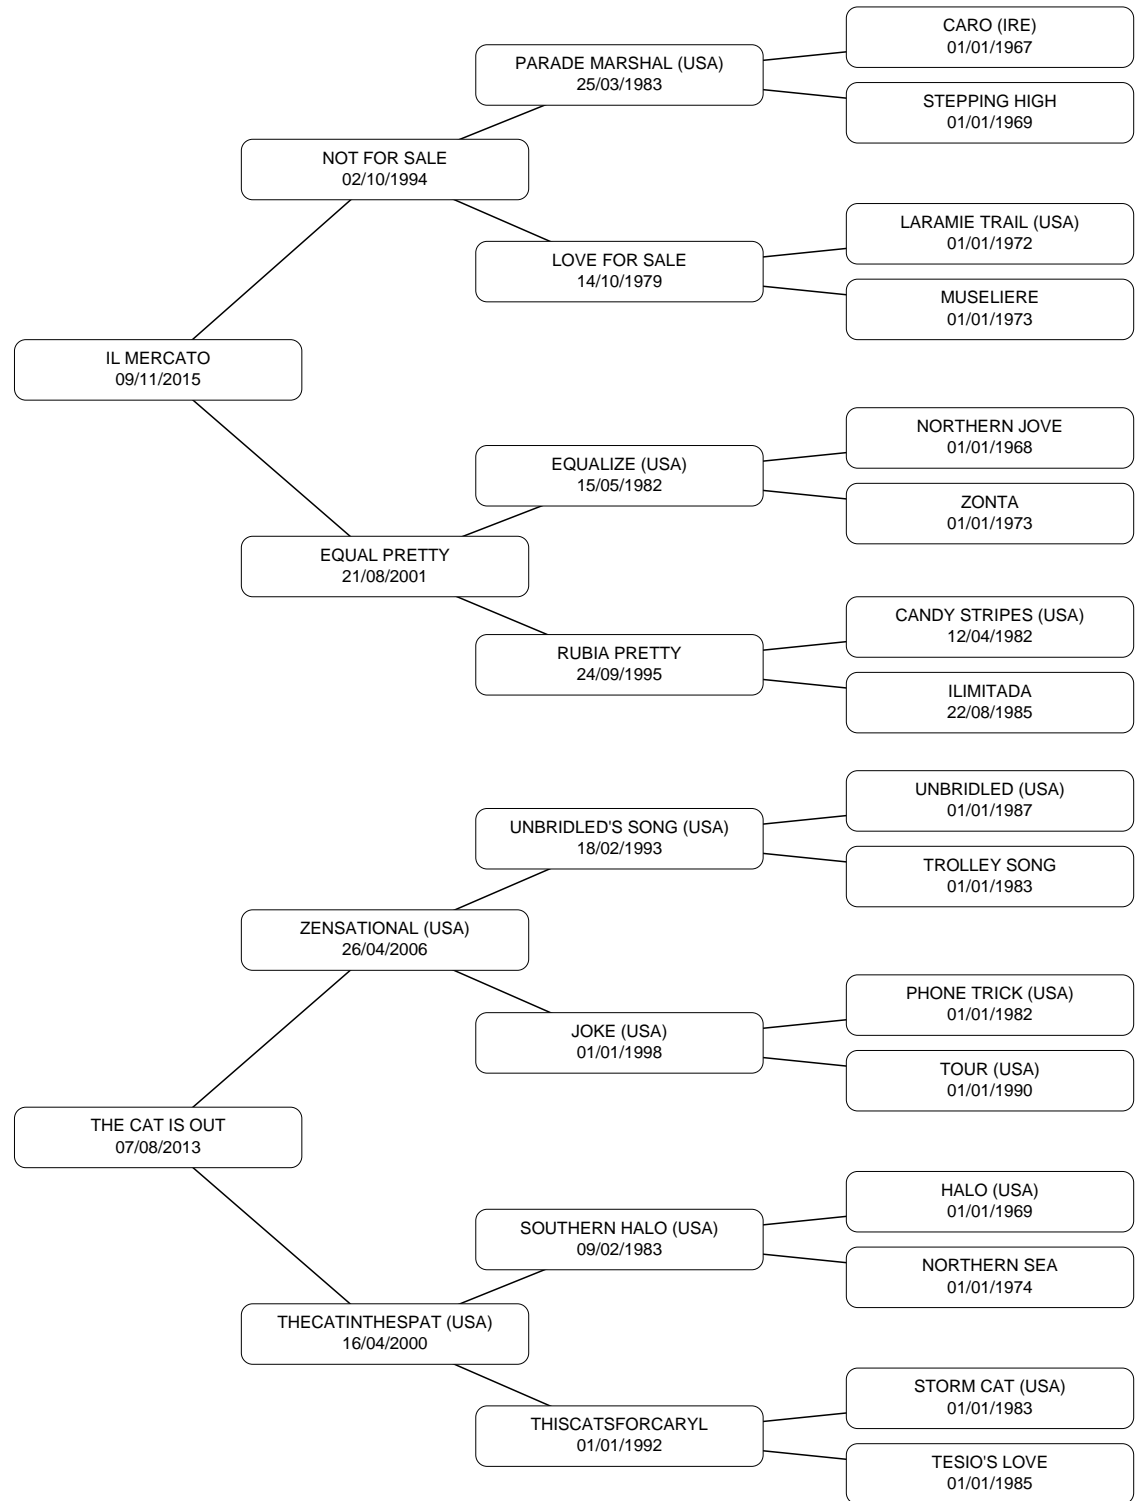 CARO (IRE)
01/01/1967
PARADE MARSHAL (USA)
25/03/1983
STEPPING HIGH
01/01/1969
NOT FOR SALE
02/10/1994
LARAMIE TRAIL (USA)
01/01/1972
LOVE FOR SALE
14/10/1979
MUSELIERE
01/01/1973
IL MERCATO
09/11/2015
NORTHERN JOVE
01/01/1968
EQUALIZE (USA)
15/05/1982
ZONTA
01/01/1973
EQUAL PRETTY
21/08/2001
CANDY STRIPES (USA)
12/04/1982
RUBIA PRETTY
24/09/1995
ILIMITADA
22/08/1985
UNBRIDLED (USA)
01/01/1987
UNBRIDLED'S SONG (USA)
18/02/1993
TROLLEY SONG
01/01/1983
ZENSATIONAL (USA)
26/04/2006
PHONE TRICK (USA)
01/01/1982
JOKE (USA)
01/01/1998
TOUR (USA)
01/01/1990
THE CAT IS OUT
07/08/2013
HALO (USA)
01/01/1969
SOUTHERN HALO (USA)
09/02/1983
NORTHERN SEA
01/01/1974
THECATINTHESPAT (USA)
16/04/2000
STORM CAT (USA)
01/01/1983
THISCATSFORCARYL
01/01/1992
TESIO'S LOVE
01/01/1985